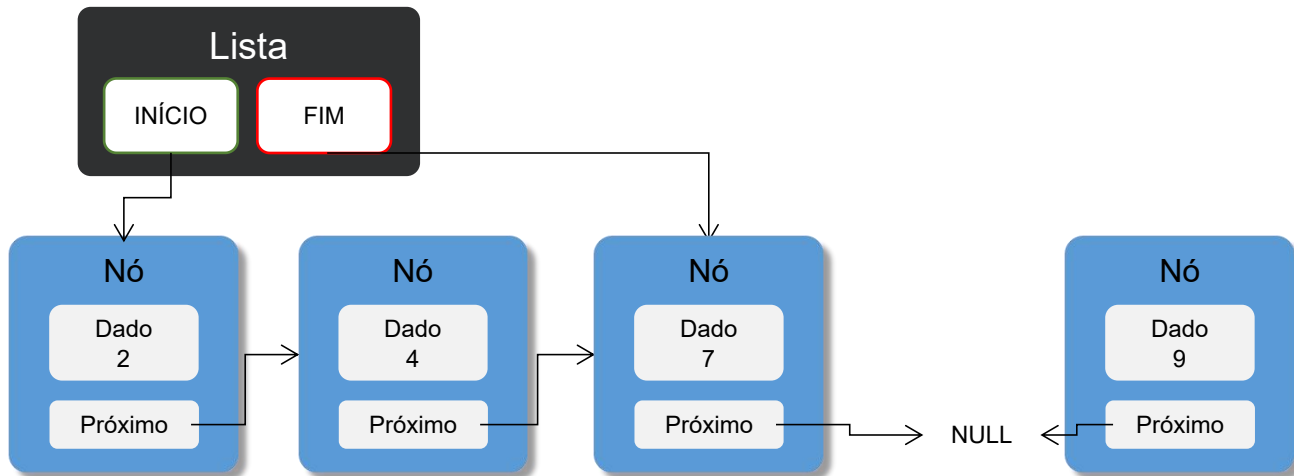 Lista
INÍCIO
FIM
Nó
Dado
2
Próximo
Nó
Dado
4
Próximo
Nó
Dado
7
Próximo
NULL
Nó
Dado
9
Próximo